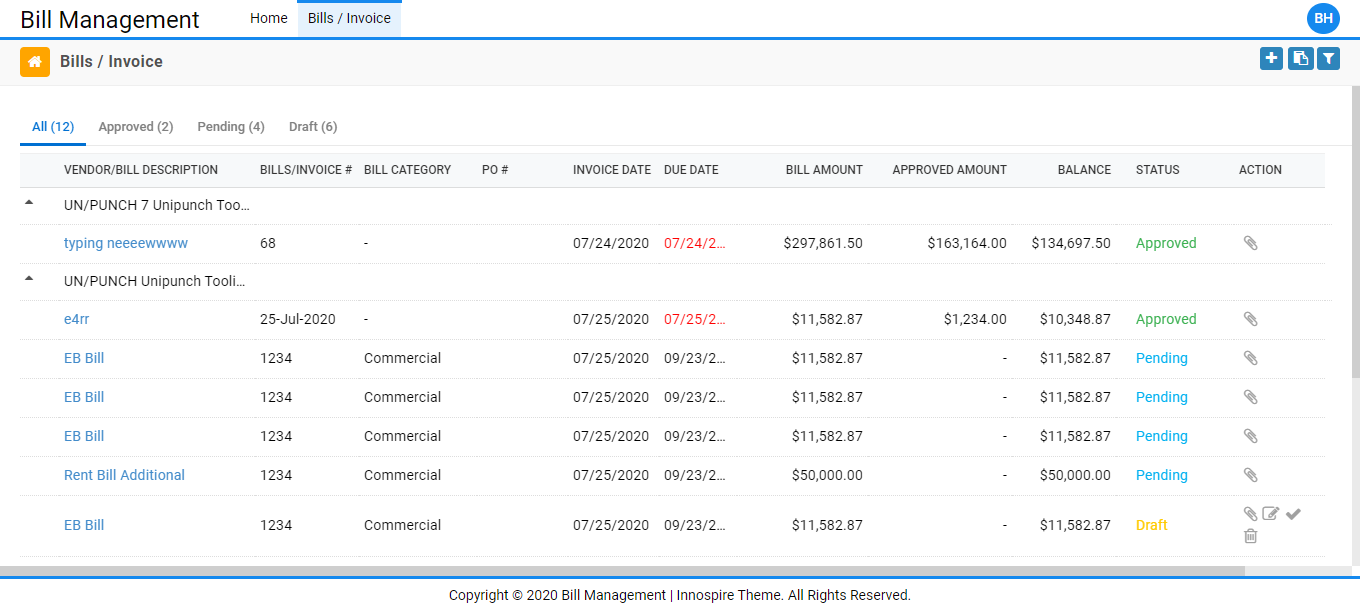 Bill Management Home Bills / Invoice BH
Bills / Invoice
All (12) Approved (2) Pending (4) Draft (6)
VENDOR/BILL DESCRIPTION BILLS/INVOICE # BILL CATEGORY PO # INVOICE DATE DUE DATE BILL AMOUNT APPROVED AMOUNT BALANCE STATUS ACTION
UN/PUNCH 7 Unipunch Too...
typing neeeewwww 68 - 07/24/2020 07/24/2... $297,861.50 $163,164.00 $134,697.50 Approved
UN/PUNCH Unipunch Tooli...
e4rr 25-Jul-2020 - 07/25/2020 07/25/2... $11,582.87 $1,234.00 $10,348.87 Approved
EB Bill 1234 Commercial 07/25/2020 09/23/2... $11,582.87 - $11,582.87 Pending
EB Bill 1234 Commercial 07/25/2020 09/23/2... $11,582.87 - $11,582.87 Pending
EB Bill 1234 Commercial 07/25/2020 09/23/2... $11,582.87 - $11,582.87 Pending
Rent Bill Additional 1234 Commercial 07/25/2020 09/23/2... $50,000.00 - $50,000.00 Pending
EB Bill 1234 Commercial 07/25/2020 09/23/2... $11,582.87 - $11,582.87 Draft
Copyright © 2020 Bill Management | Innospire Theme. All Rights Reserved.